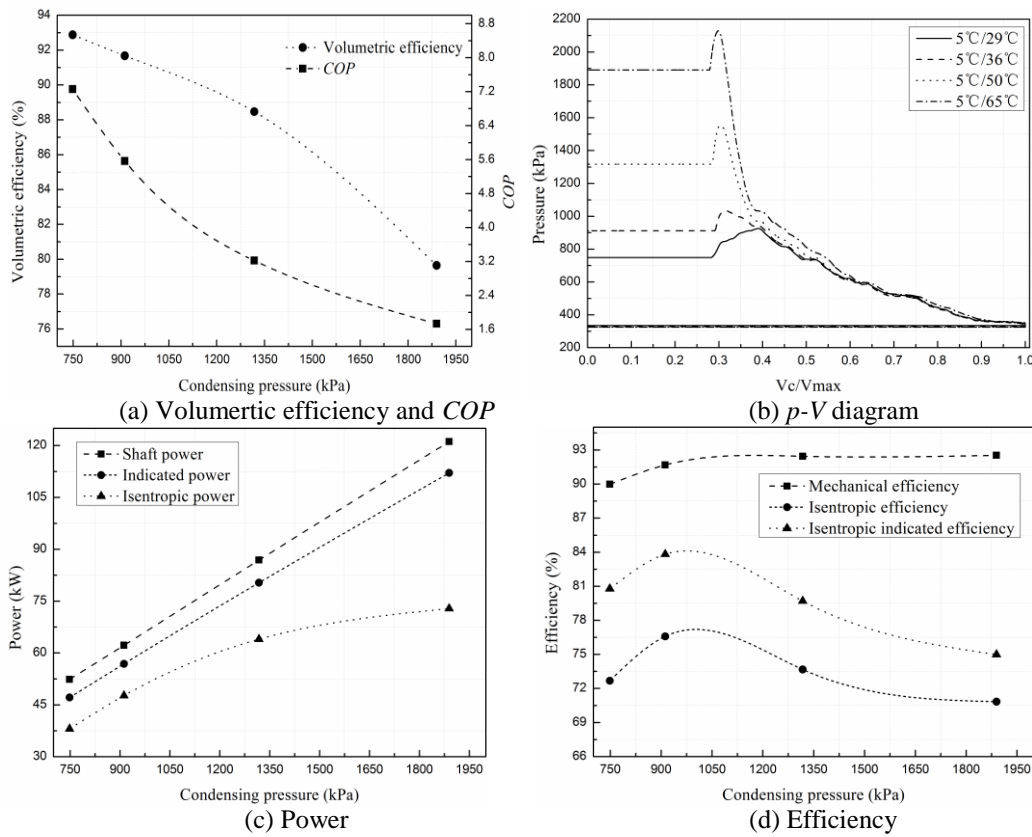 94
92
90
88
86
84
82
80
78
76
Volumetric efficiency (%)
8.8
8.0
7.2
6.4
5.6
4.8
4.0
3.2
2.4
1.6
COP
Volumetric efficiency
COP
750 900 1050 1200 1350 1500 1650 1800 1950
Condensing pressure (kPa)
(a) Volumertic efficiency and COP
2200
2000
1800
1600
1400
1200
1000
800
600
400
200
Pressure (kPa)
5℃/29℃
5℃/36℃
5℃/50℃
5℃/65℃
0.0 0.1 0.2 0.3 0.4 0.5 0.6 0.7 0.8 0.9 1.0
Vc/Vmax
(b) p-V diagram
120
105
90
75
60
45
30
Power (kW)
Shaft power
Indicated power
Isentropic power
750 900 1050 1200 1350 1500 1650 1800 1950
Condensing pressure (kPa)
(c) Power
93
90
87
84
81
78
75
72
69
66
Efficiency (%)
Mechanical efficiency
Isentropic efficiency
Isentropic indicated efficiency
750 900 1050 1200 1350 1500 1650 1800 1950
Condensing pressure (kPa)
(d) Efficiency